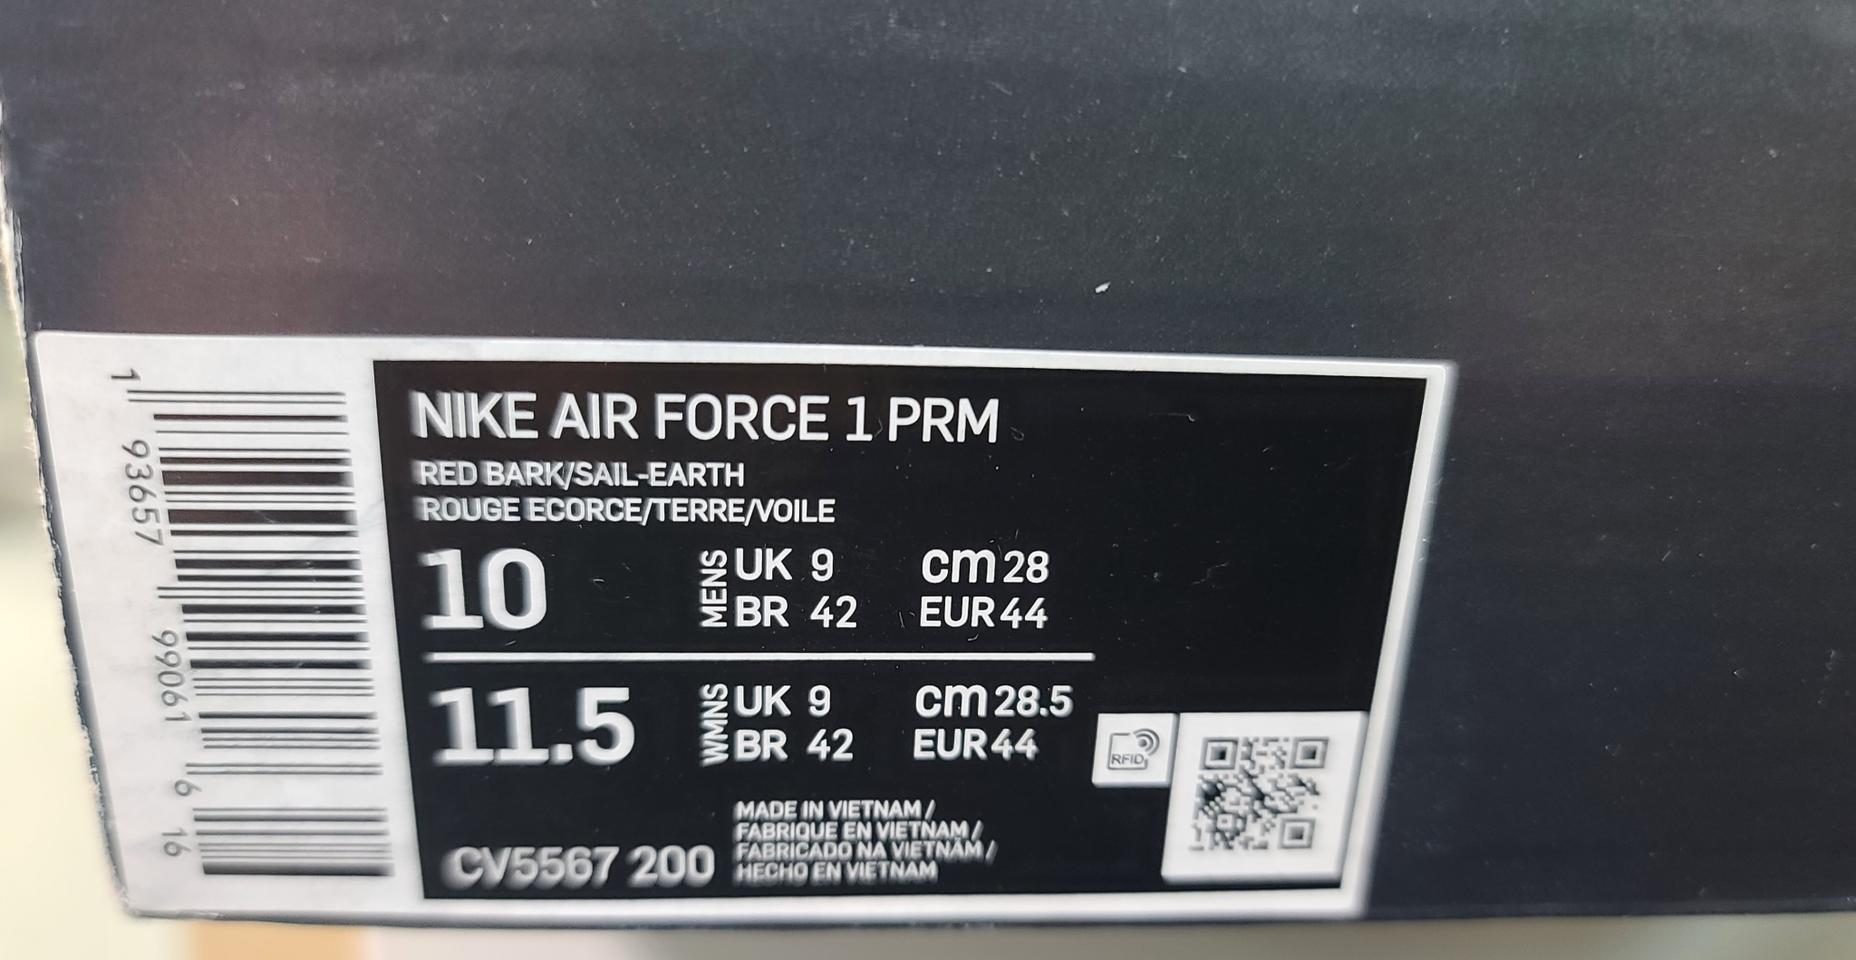 NIKE AIR FORCE 1 PRM
RED BARK/SAIL-EARTH
ROUGE ECORCE/TERRE/VOILE
10
MENS
UK 9 cm 28
BR 42 EUR 44
11.5
WMNS
UK 9 cm 28.5
BR 42 EUR 44
CV5567 200
MADE IN VIETNAM /
FABRIQUE EN VIETNAM /
FABRICADO NA VIETNAM /
HECHO EN VIETNAM
RFID
1 93657 99061 6 16